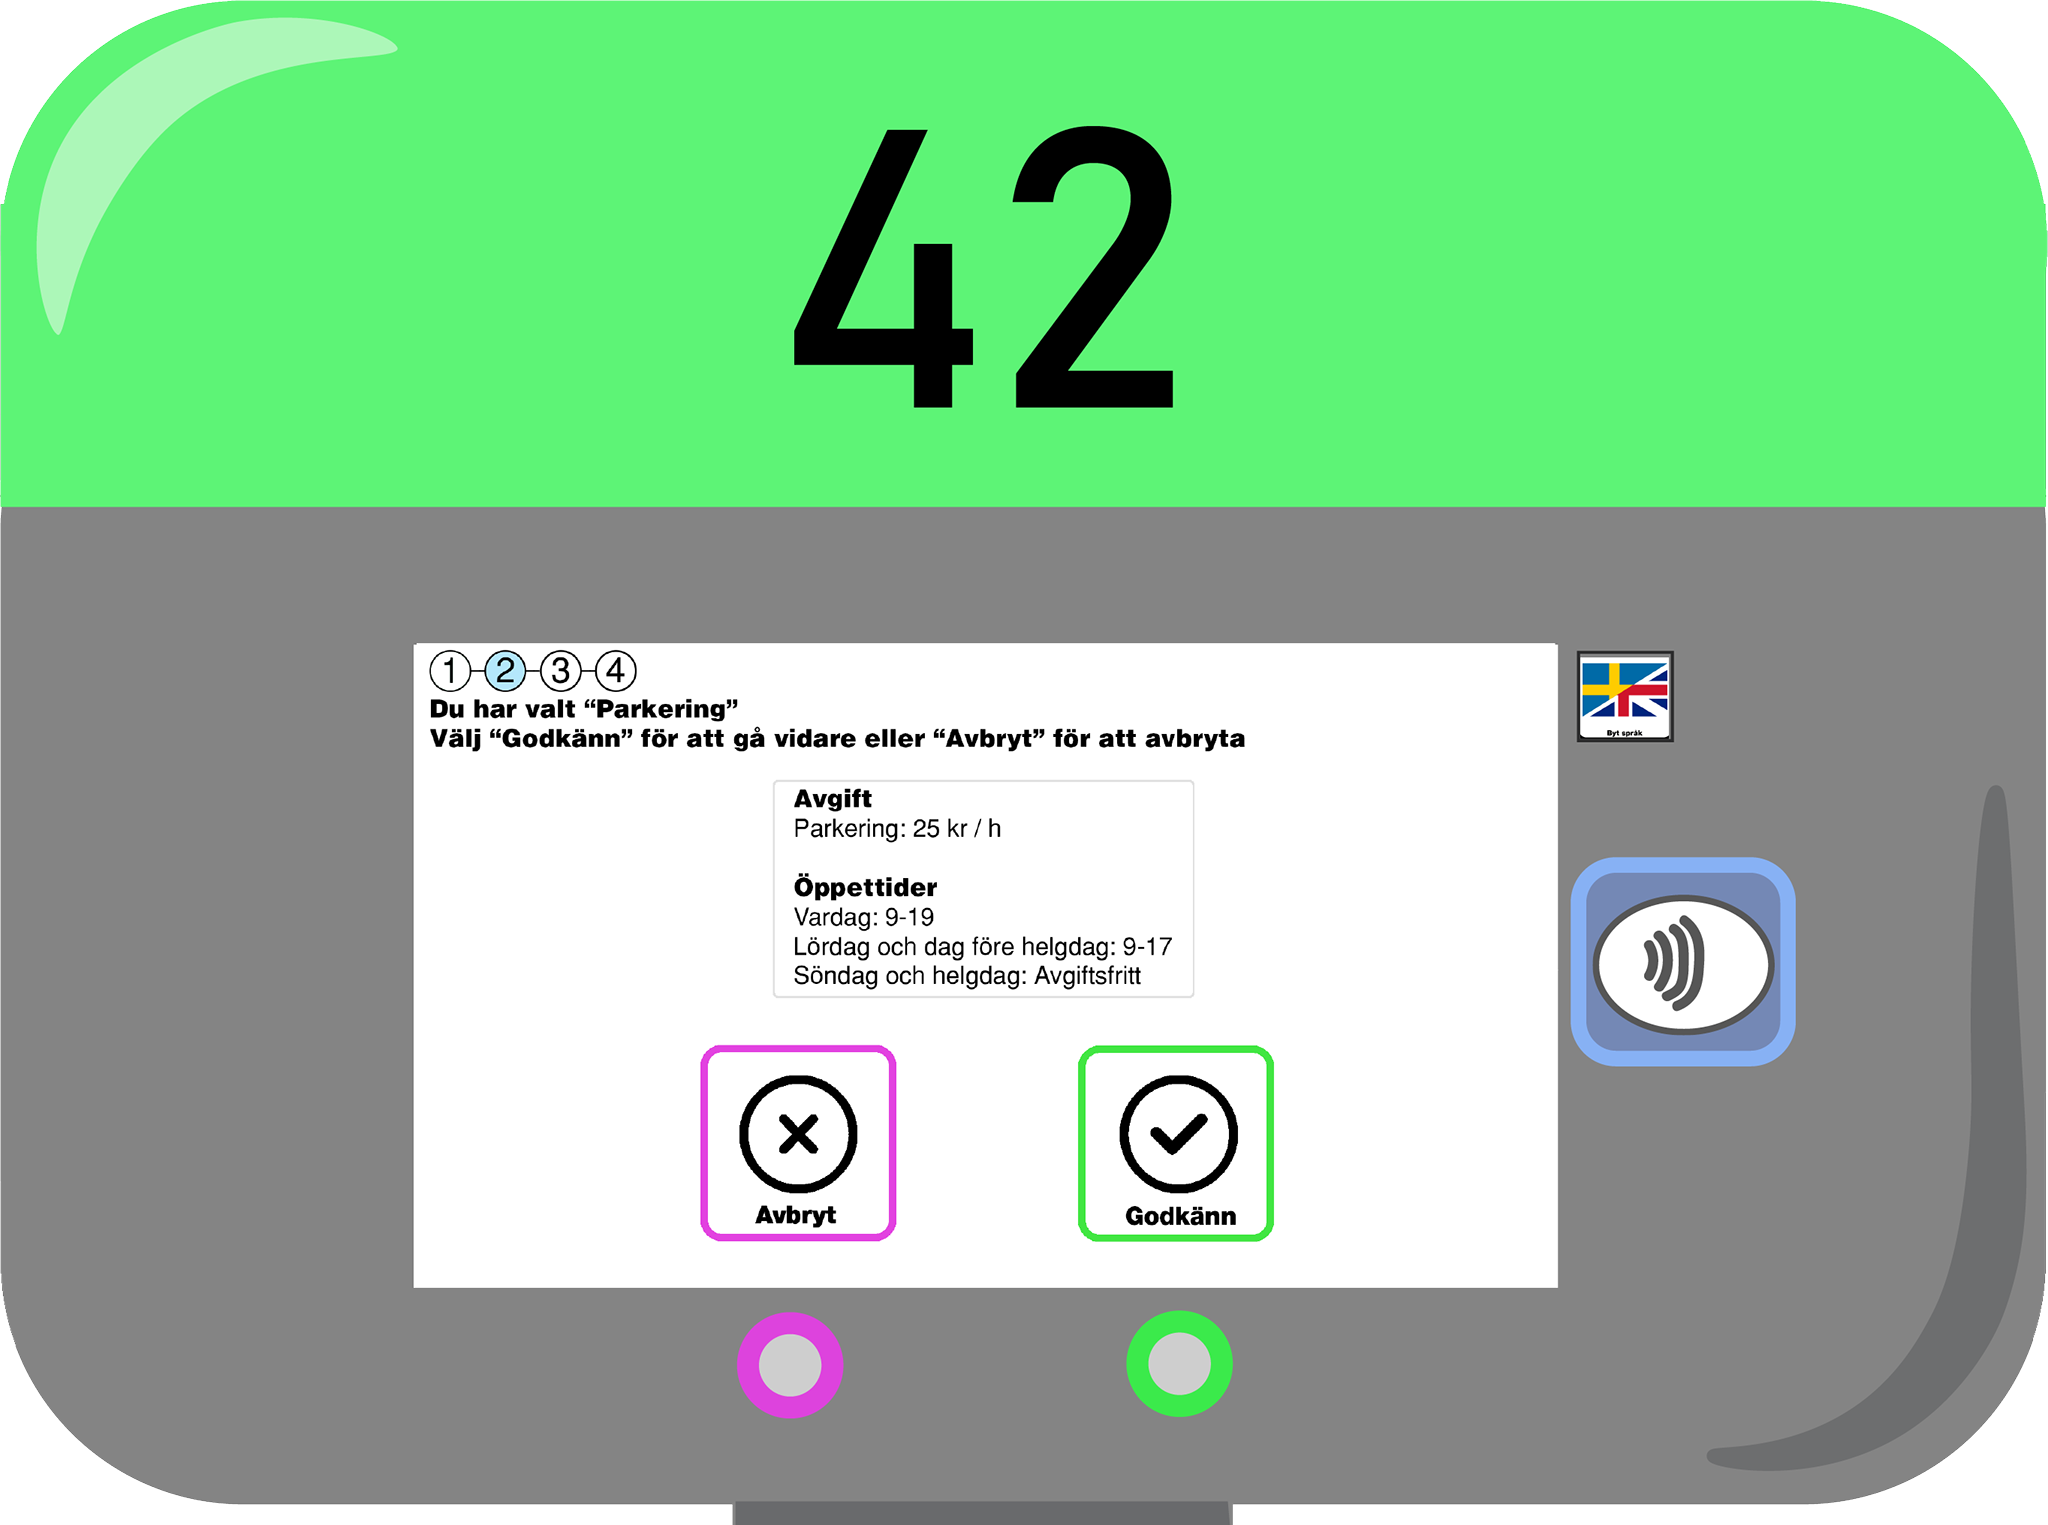 42
1 2 3 4
Du har valt “Parkering”
Välj “Godkänn” för att gå vidare eller “Avbryt” för att avbryta
Byt språk
Avgift
Parkering: 25 kr / h
Öppettider
Vardag: 9-19
Lördag och dag före helgdag: 9-17
Söndag och helgdag: Avgiftsfritt
Avbryt
Godkänn